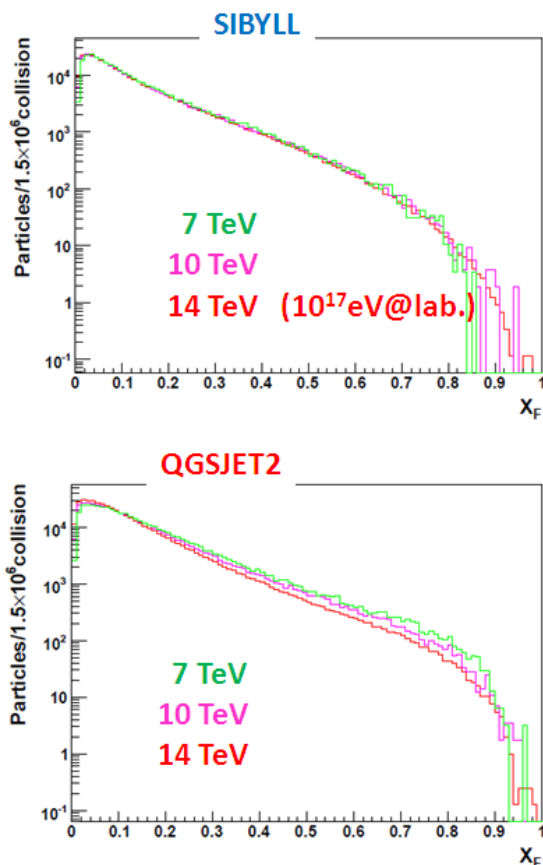 SIBYLL
Particles/1.5×10⁶collision
10⁴
10³
10²
10
1
10⁻¹
7 TeV
10 TeV
14 TeV (10¹⁷eV@lab.)
0 0.1 0.2 0.3 0.4 0.5 0.6 0.7 0.8 0.9 1
X_F
QGSJET2
Particles/1.5×10⁶collision
10⁴
10³
10²
10
1
10⁻¹
7 TeV
10 TeV
14 TeV
0 0.1 0.2 0.3 0.4 0.5 0.6 0.7 0.8 0.9 1
X_F